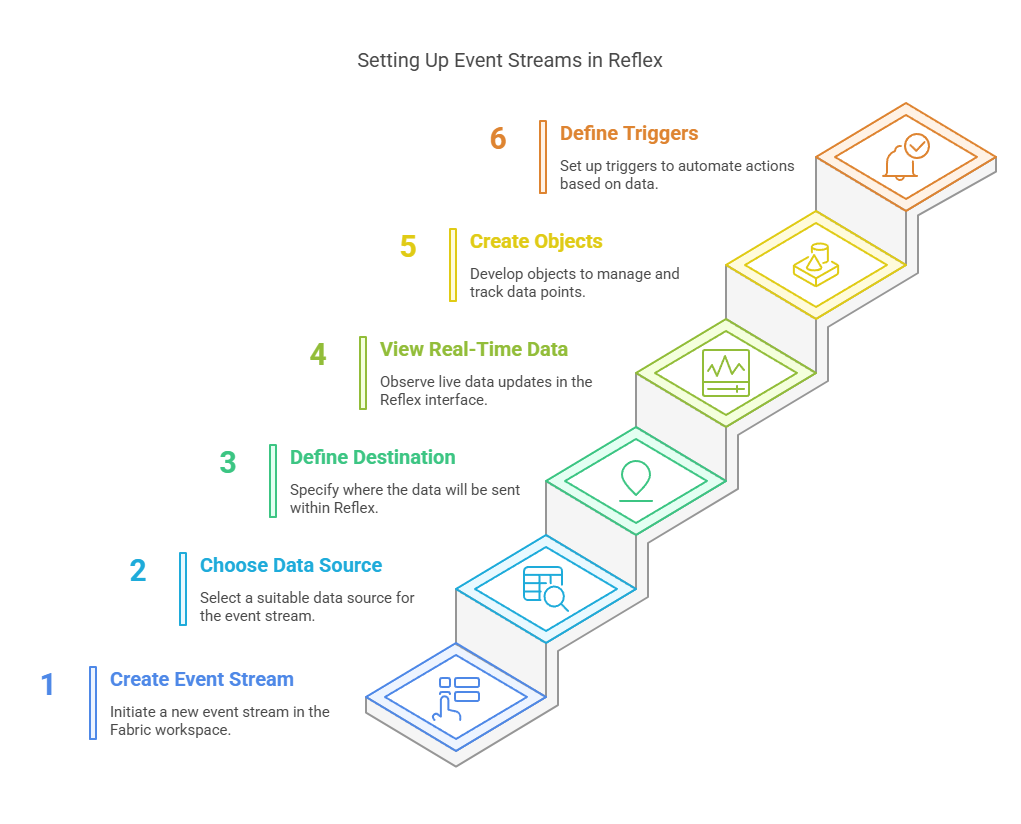 Setting Up Event Streams in Reflex
6
Define Triggers
Set up triggers to automate actions
based on data.
5
Create Objects
Develop objects to manage and
track data points.
4
View Real-Time Data
Observe live data updates in the
Reflex interface.
3
Define Destination
Specify where the data will be sent
within Reflex.
2
Choose Data Source
Select a suitable data source for
the event stream.
1
Create Event Stream
Initiate a new event stream in the
Fabric workspace.